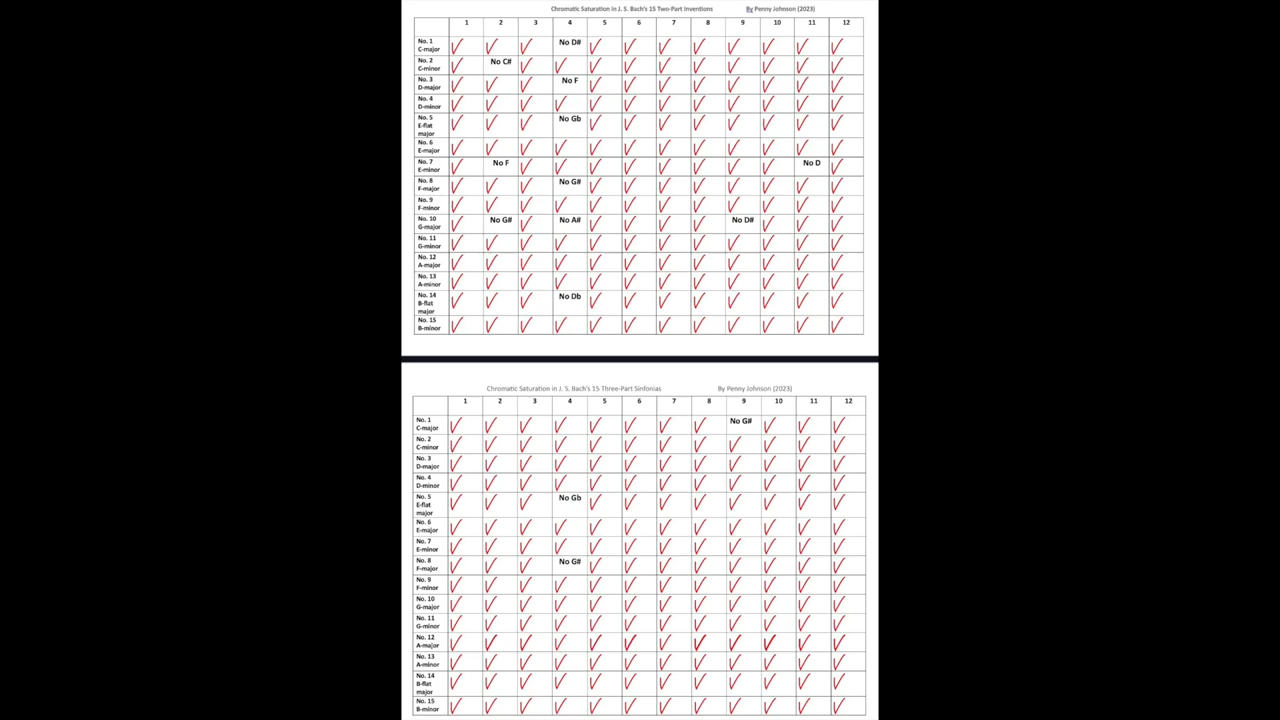 Chromatic Saturation in J. S. Bach's 15 Two-Part Inventions By Penny Johnson (2023)
1 2 3 4 5 6 7 8 9 10 11 12
No. 1 No D#
C-major
No. 2 No C#
C-minor
No. 3 No F
D-major
No. 4
D-minor
No. 5 No Gb
E-flat
major
No. 6
E-major
No. 7 No F No D
E-minor
No. 8 No G#
F-major
No. 9
F-minor
No. 10 No G# No A# No D#
G-major
No. 11
G-minor
No. 12
A-major
No. 13
A-minor
No. 14 No Db
B-flat
major
No. 15
B-minor
Chromatic Saturation in J. S. Bach's 15 Three-Part Sinfonias By Penny Johnson (2023)
1 2 3 4 5 6 7 8 9 10 11 12
No. 1 No G#
C-major
No. 2
C-minor
No. 3
D-major
No. 4
D-minor
No. 5 No Gb
E-flat
major
No. 6
E-major
No. 7
E-minor
No. 8 No G#
F-major
No. 9
F-minor
No. 10
G-major
No. 11
G-minor
No. 12
A-major
No. 13
A-minor
No. 14
B-flat
major
No. 15
B-minor